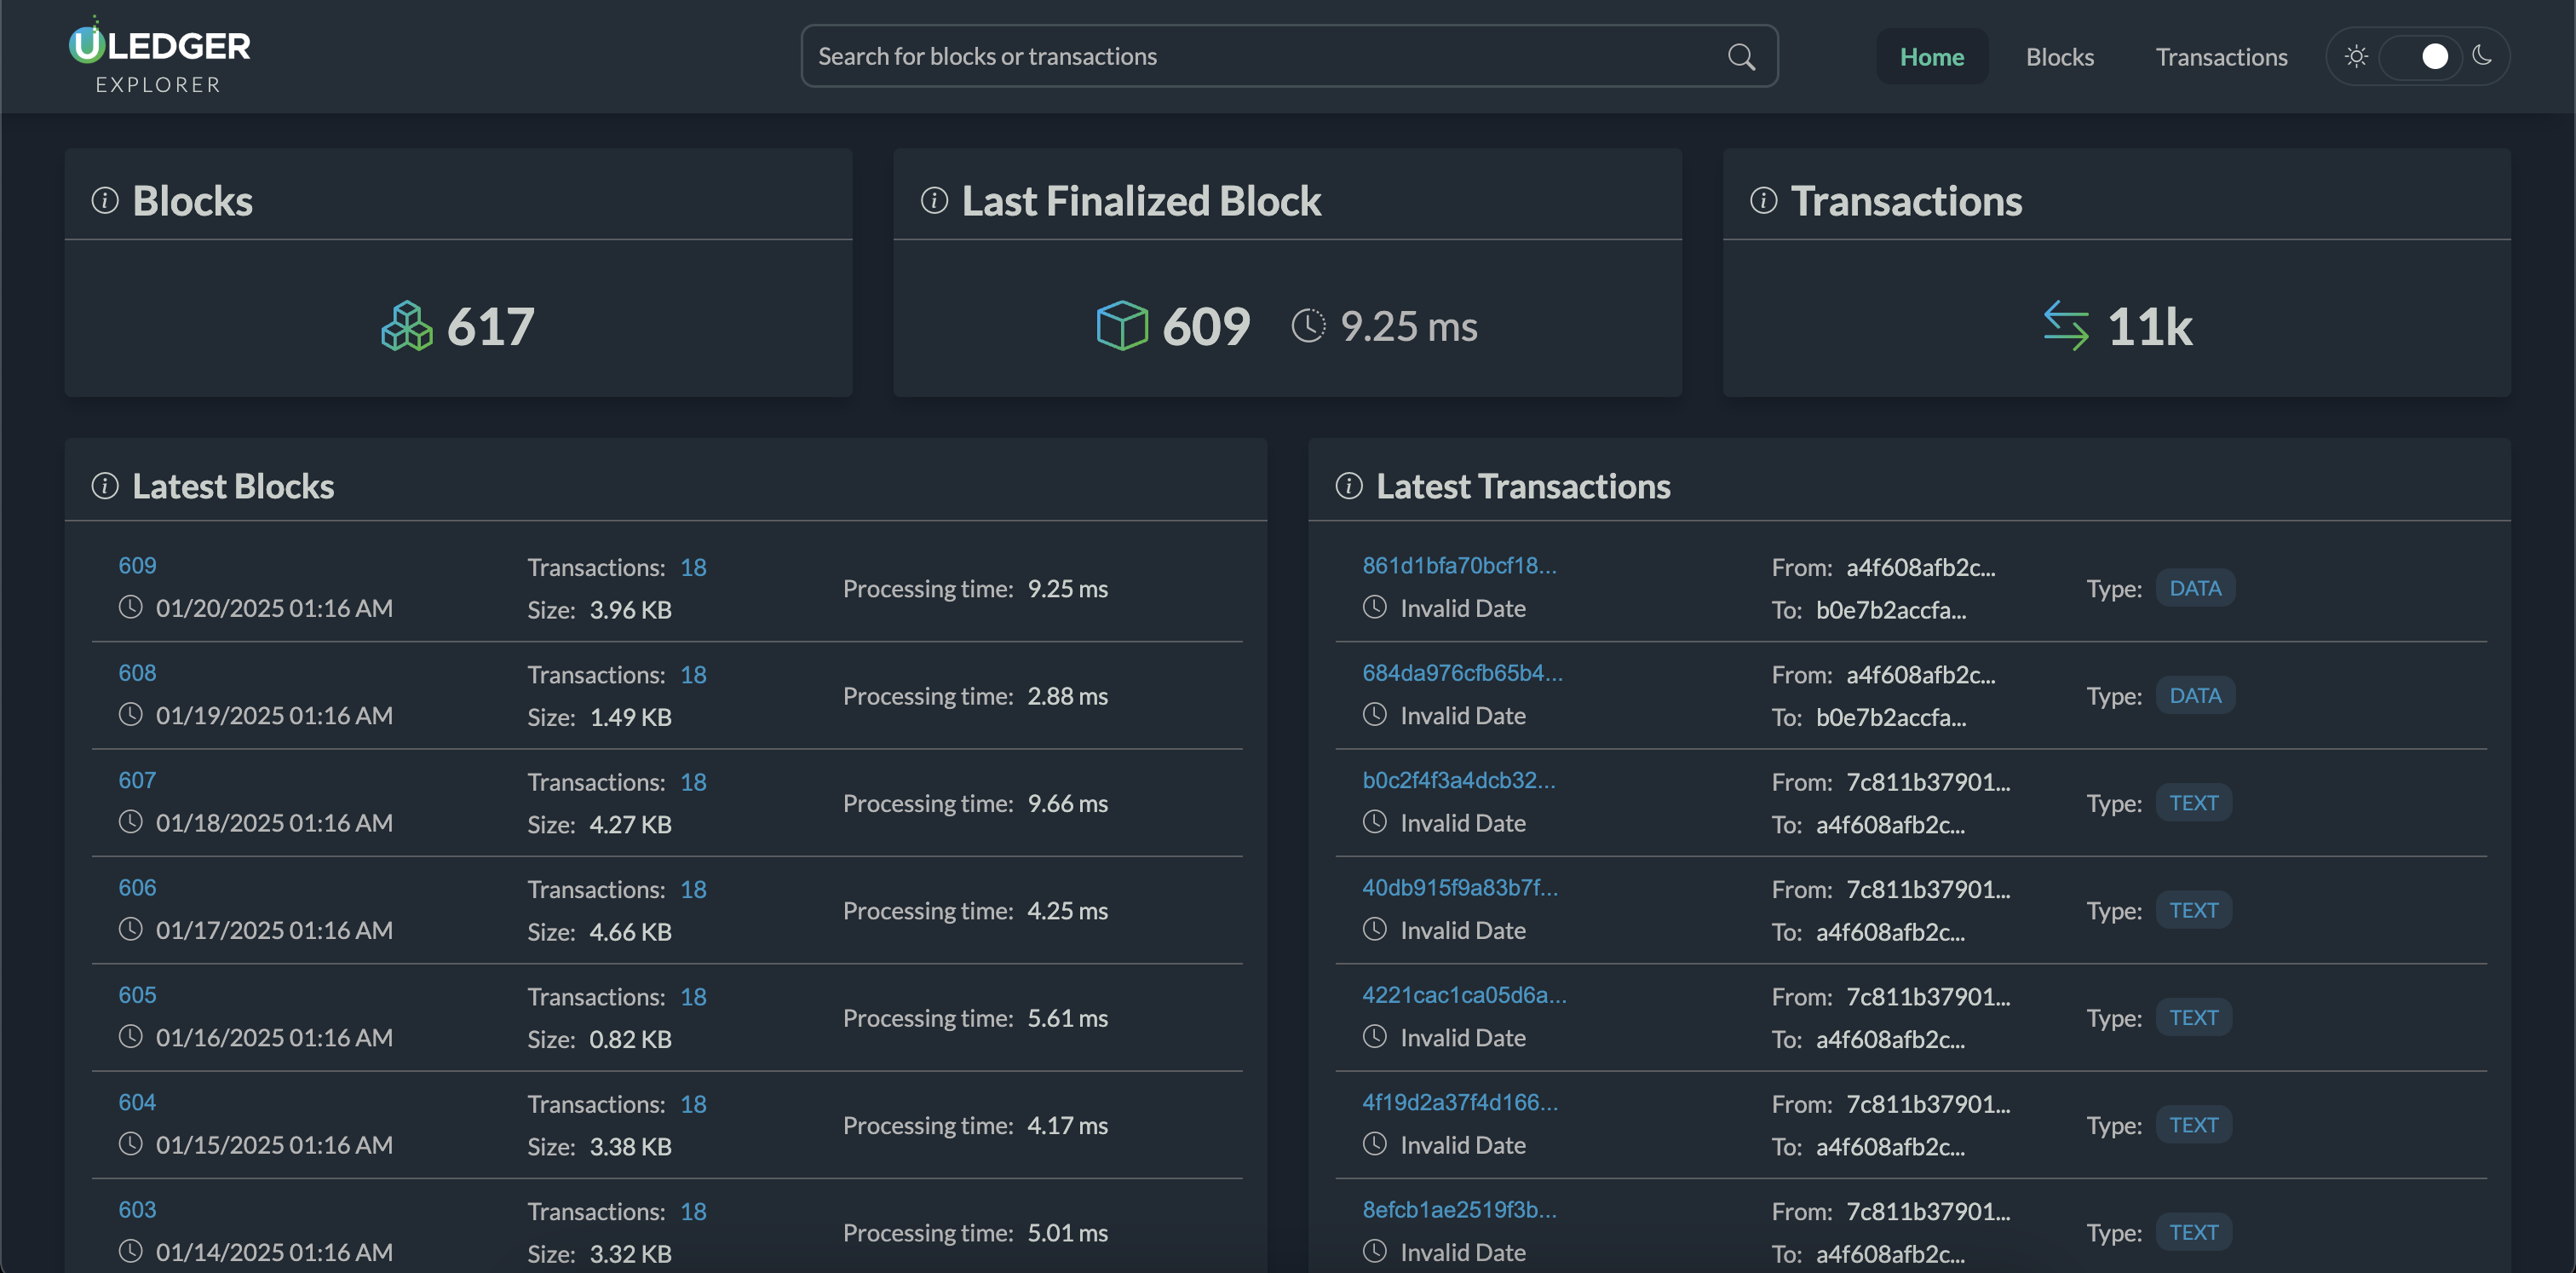 ULEDGER
EXPLORER
Search for blocks or transactions
Home
Blocks
Transactions
Blocks
617
Last Finalized Block
609 9.25 ms
Transactions
11k
Latest Blocks
609
01/20/2025 01:16 AM
Transactions: 18
Size: 3.96 KB
Processing time: 9.25 ms
608
01/19/2025 01:16 AM
Transactions: 18
Size: 1.49 KB
Processing time: 2.88 ms
607
01/18/2025 01:16 AM
Transactions: 18
Size: 4.27 KB
Processing time: 9.66 ms
606
01/17/2025 01:16 AM
Transactions: 18
Size: 4.66 KB
Processing time: 4.25 ms
605
01/16/2025 01:16 AM
Transactions: 18
Size: 0.82 KB
Processing time: 5.61 ms
604
01/15/2025 01:16 AM
Transactions: 18
Size: 3.38 KB
Processing time: 4.17 ms
603
01/14/2025 01:16 AM
Transactions: 18
Size: 3.32 KB
Processing time: 5.01 ms
Latest Transactions
861d1bfa70bcf18...
Invalid Date
From: a4f608afb2c...
To: b0e7b2accfa...
Type: DATA
684da976cfb65b4...
Invalid Date
From: a4f608afb2c...
To: b0e7b2accfa...
Type: DATA
b0c2f4f3a4dcb32...
Invalid Date
From: 7c811b37901...
To: a4f608afb2c...
Type: TEXT
40db915f9a83b7f...
Invalid Date
From: 7c811b37901...
To: a4f608afb2c...
Type: TEXT
4221cac1ca05d6a...
Invalid Date
From: 7c811b37901...
To: a4f608afb2c...
Type: TEXT
4f19d2a37f4d166...
Invalid Date
From: 7c811b37901...
To: a4f608afb2c...
Type: TEXT
8efcb1ae2519f3b...
Invalid Date
From: 7c811b37901...
To: a4f608afb2c...
Type: TEXT